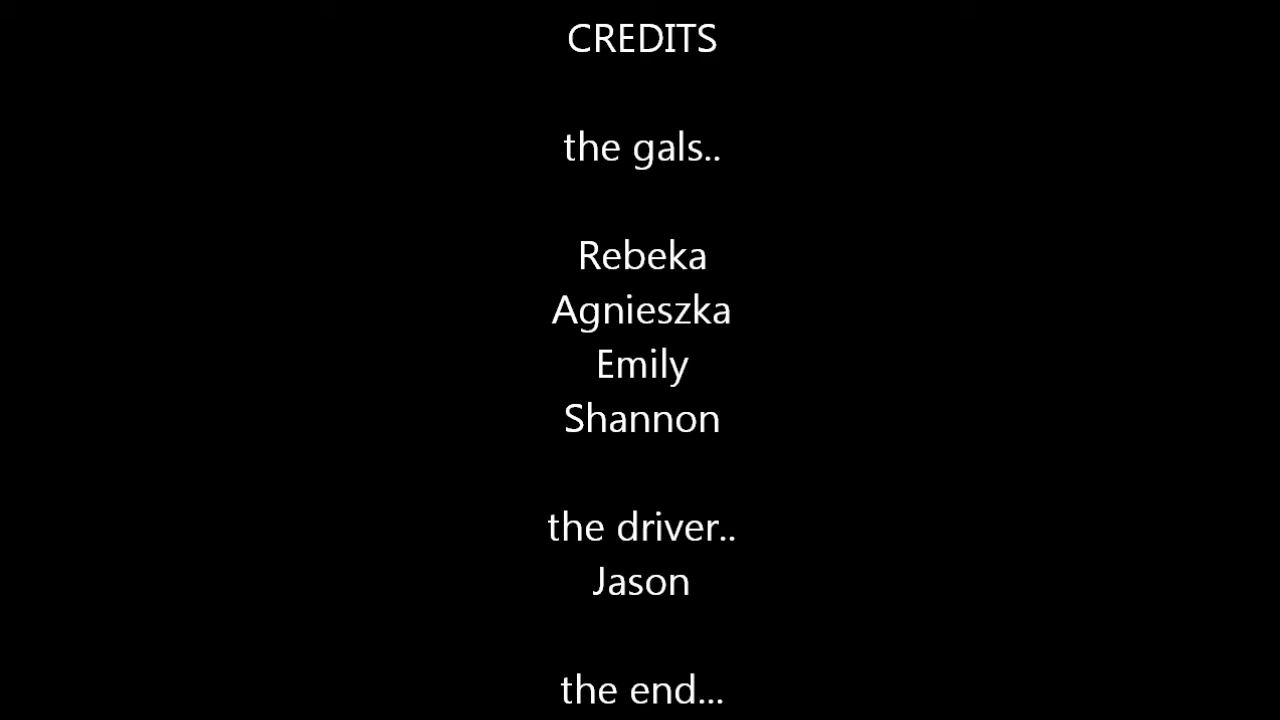 CREDITS
the gals..
Rebeka
Agnieszka
Emily
Shannon
the driver..
Jason
the end...